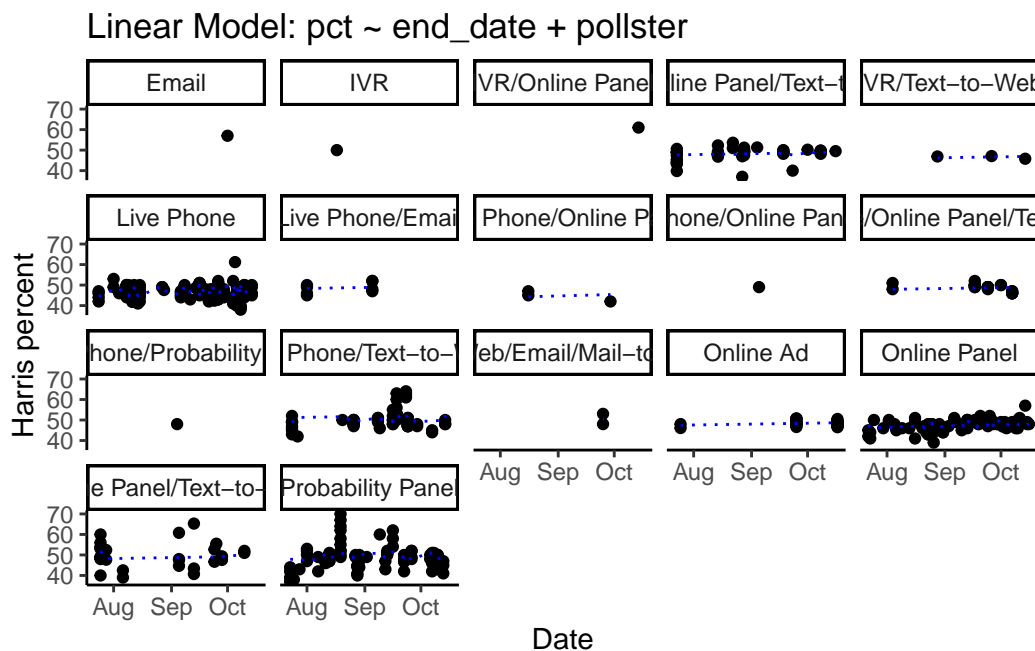 Linear Model: pct ~ end_date + pollster
Email IVR VR/Online Pane line Panel/Text−t VR/Text−to−Web
70
60
50
40
Live Phone Live Phone/Emai Phone/Online P hone/Online Pan /Online Panel/Te
70
60
50
40
hone/Probability Phone/Text−to−W Web/Email/Mail−to Online Ad Online Panel
70
60
50
40
Aug Sep Oct Aug Sep Oct Aug Sep Oct
e Panel/Text−to− Probability Panel
70
60
50
40
Aug Sep Oct Aug Sep Oct
Harris percent
Date